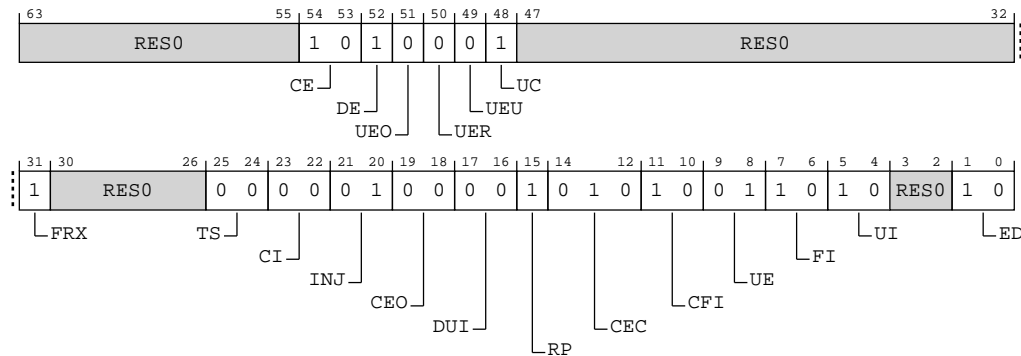 63 55 54 53 52 51 50 49 48 47 32
RES0 1 0 1 0 0 0 1 RES0
CE UC
DE UEU
UEO UER
31 30 26 25 24 23 22 21 20 19 18 17 16 15 14 12 11 10 9 8 7 6 5 4 3 2 1 0
1 RES0 0 0 0 0 0 1 0 0 0 0 1 0 1 0 1 0 0 1 1 0 1 0 RES0 1 0
FRX TS UI ED
CI FI
INJ UE
CEO CFI
DUI CEC
RP